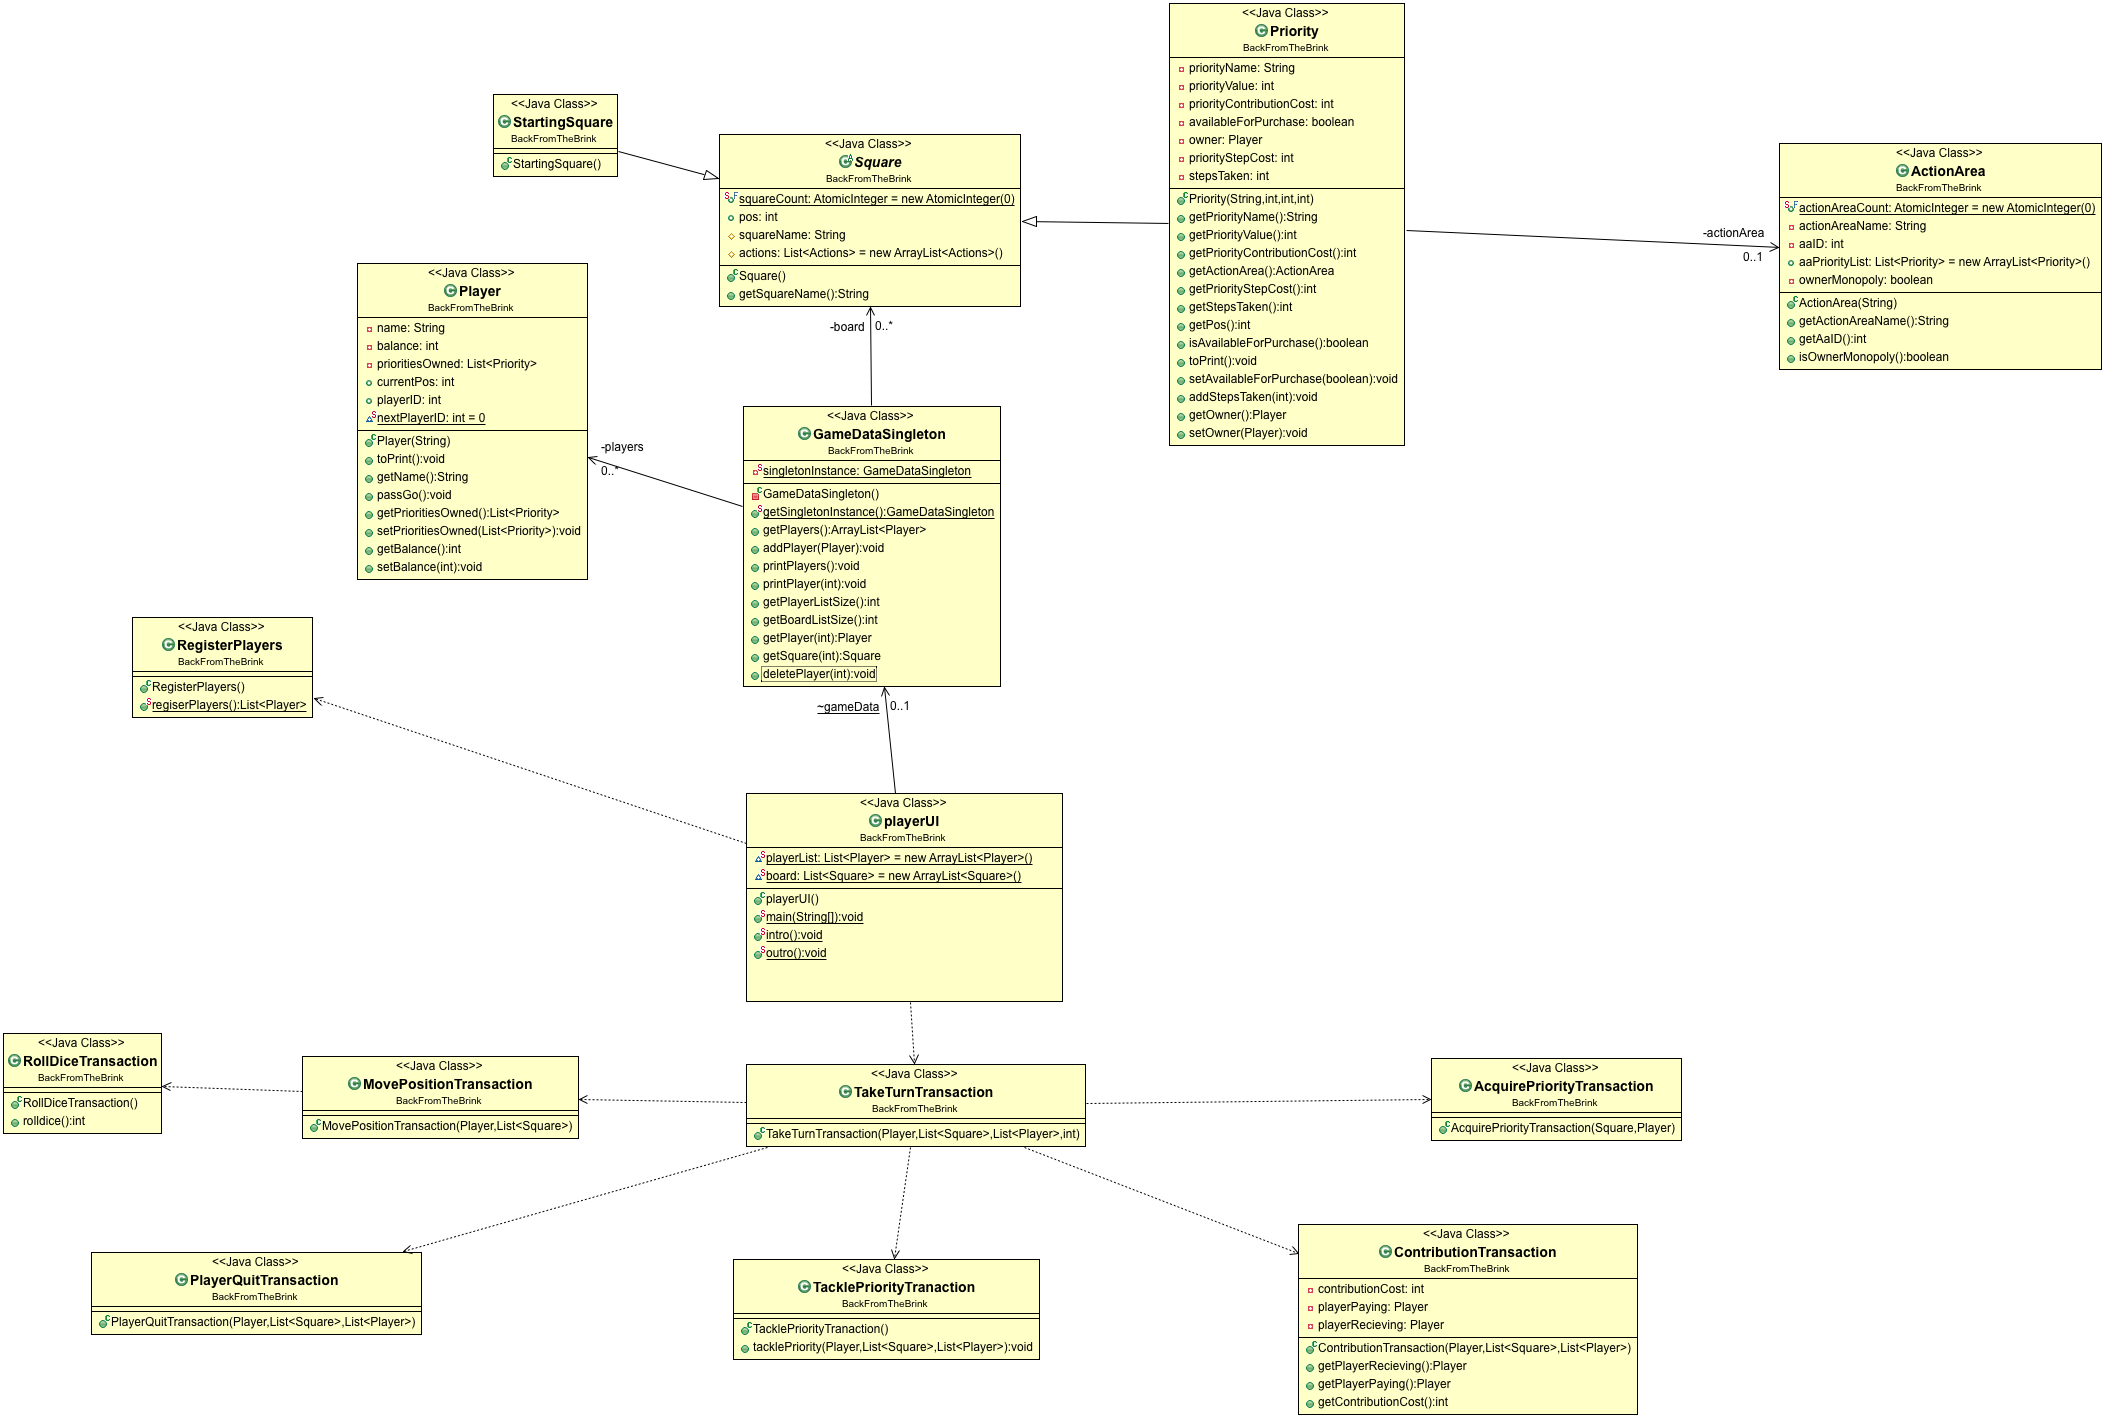 <<Java Class>>
Priority
BackFromTheBrink
priorityName: String
priorityValue: int
priorityContributionCost: int
availableForPurchase: boolean
owner: Player
priorityStepCost: int
stepsTaken: int
Priority(String,int,int,int)
getPriorityName():String
getPriorityValue():int
getPriorityContributionCost():int
getActionArea():ActionArea
getPriorityStepCost():int
getStepsTaken():int
getPos():int
isAvailableForPurchase():boolean
toPrint():void
setAvailableForPurchase(boolean):void
addStepsTaken(int):void
getOwner():Player
setOwner(Player):void
<<Java Class>>
StartingSquare
BackFromTheBrink
StartingSquare()
<<Java Class>>
Square
BackFromTheBrink
squareCount: AtomicInteger = new AtomicInteger(0)
pos: int
squareName: String
actions: List<Actions> = new ArrayList<Actions>()
Square()
getSquareName():String
<<Java Class>>
ActionArea
BackFromTheBrink
actionAreaCount: AtomicInteger = new AtomicInteger(0)
actionAreaName: String
aaID: int
aaPriorityList: List<Priority> = new ArrayList<Priority>()
ownerMonopoly: boolean
ActionArea(String)
getActionAreaName():String
getAaID():int
isOwnerMonopoly():boolean
-actionArea
0..1
<<Java Class>>
Player
BackFromTheBrink
name: String
balance: int
prioritiesOwned: List<Priority>
currentPos: int
playerID: int
nextPlayerID: int = 0
Player(String)
toPrint():void
getName():String
passGo():void
getPrioritiesOwned():List<Priority>
setPrioritiesOwned(List<Priority>):void
getBalance():int
setBalance(int):void
-board 0..*
-players
0..*
<<Java Class>>
GameDataSingleton
BackFromTheBrink
singletonInstance: GameDataSingleton
GameDataSingleton()
getSingletonInstance():GameDataSingleton
getPlayers():ArrayList<Player>
addPlayer(Player):void
printPlayers():void
printPlayer(int):void
getPlayerListSize():int
getBoardListSize():int
getPlayer(int):Player
getSquare(int):Square
deletePlayer(int):void
<<Java Class>>
RegisterPlayers
BackFromTheBrink
RegisterPlayers()
regiserPlayers():List<Player>
~gameData 0..1
<<Java Class>>
playerUI
BackFromTheBrink
playerList: List<Player> = new ArrayList<Player>()
board: List<Square> = new ArrayList<Square>()
playerUI()
main(String[]):void
intro():void
outro():void
<<Java Class>>
RollDiceTransaction
BackFromTheBrink
RollDiceTransaction()
rolldice():int
<<Java Class>>
MovePositionTransaction
BackFromTheBrink
MovePositionTransaction(Player,List<Square>)
<<Java Class>>
TakeTurnTransaction
BackFromTheBrink
TakeTurnTransaction(Player,List<Square>,List<Player>,int)
<<Java Class>>
AcquirePriorityTransaction
BackFromTheBrink
AcquirePriorityTransaction(Square,Player)
<<Java Class>>
PlayerQuitTransaction
BackFromTheBrink
PlayerQuitTransaction(Player,List<Square>,List<Player>)
<<Java Class>>
TacklePriorityTranaction
BackFromTheBrink
TacklePriorityTranaction()
tacklePriority(Player,List<Square>,List<Player>):void
<<Java Class>>
ContributionTransaction
BackFromTheBrink
contributionCost: int
playerPaying: Player
playerRecieving: Player
ContributionTransaction(Player,List<Square>,List<Player>)
getPlayerRecieving():Player
getPlayerPaying():Player
getContributionCost():int